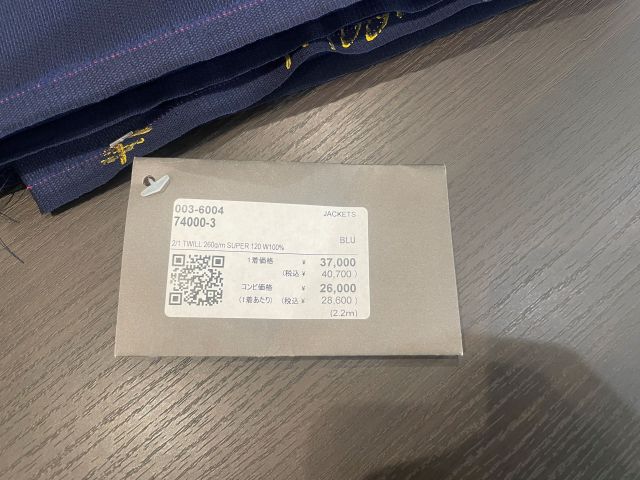 003-6004 JACKETS
74000-3
2/1 TWILL 260g/m SUPER 120 W100% BLU
1着価格 ¥ 37,000
(税込 ¥ 40,700 )
コンビ価格 ¥ 26,000
(1着あたり) (税込 ¥ 28,600 )
(2.2m)